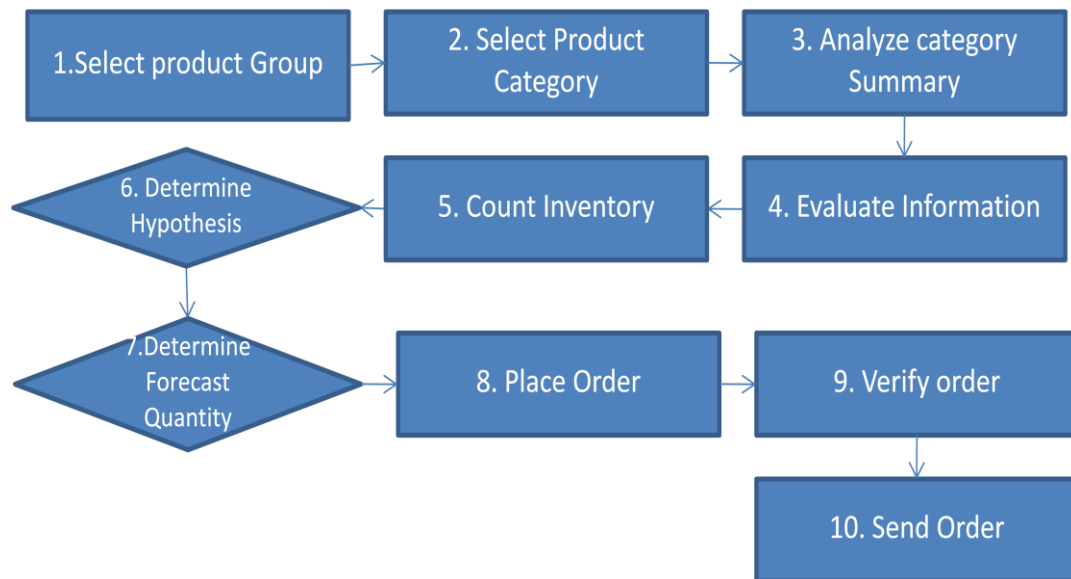 1.Select product Group
2. Select Product
Category
3. Analyze category
Summary
4. Evaluate Information
5. Count Inventory
6. Determine
Hypothesis
7.Determine
Forecast
Quantity
8. Place Order
9. Verify order
10. Send Order